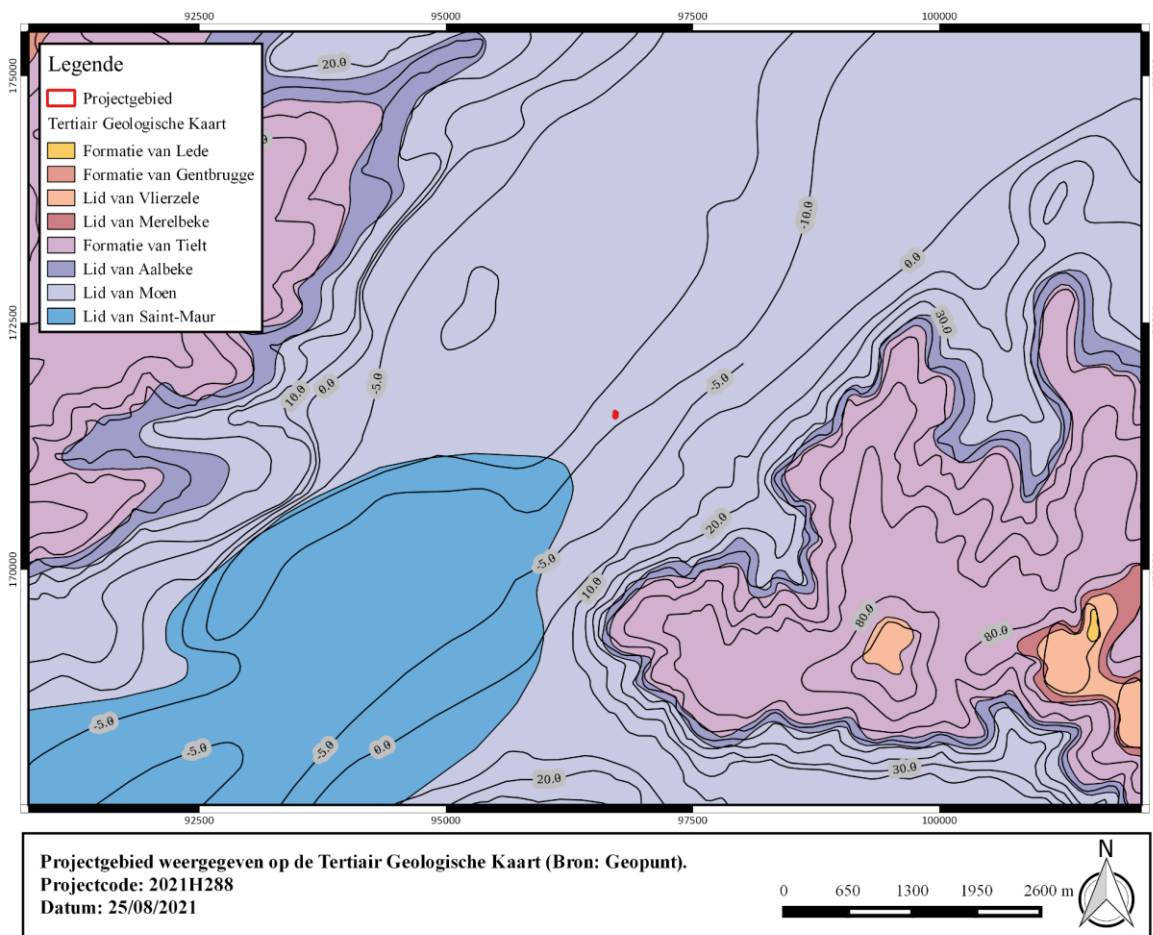 92500 95000 97500 100000
175000
172500
170000
175000
172500
170000
Legende
Projectgebied
Tertiair Geologische Kaart
Formatie van Lede
Formatie van Gentbrugge
Lid van Vlierzele
Lid van Merelbeke
Formatie van Tielt
Lid van Aalbeke
Lid van Moen
Lid van Saint-Maur
20.0
-10.0
0.0
30.0
10.0
0.0
-5.0
-5.0
20.0
-5.0
10.0
80.0
80.0
-5.0
-5.0
-5.0
0.0
20.0
30.0
92500 95000 97500 100000
Projectgebied weergegeven op de Tertiair Geologische Kaart (Bron: Geopunt).
Projectcode: 2021H288
Datum: 25/08/2021
0 650 1300 1950 2600 m
N